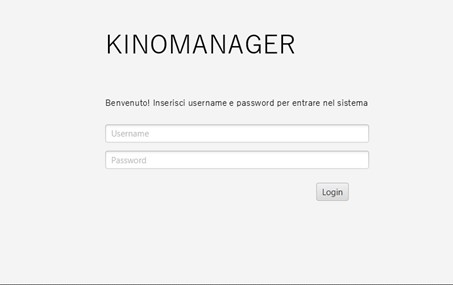 KINOMANAGER
Benvenuto! Inserisci username e password per entrare nel sistema
Username
Password
Login